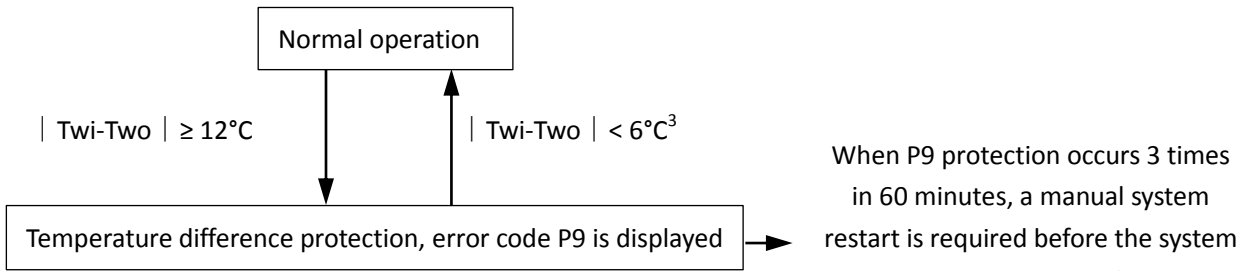 Normal operation
｜Twi-Two｜≥ 12°C
｜Twi-Two｜< 6°C³
When P9 protection occurs 3 times
in 60 minutes, a manual system
restart is required before the system
Temperature difference protection, error code P9 is displayed